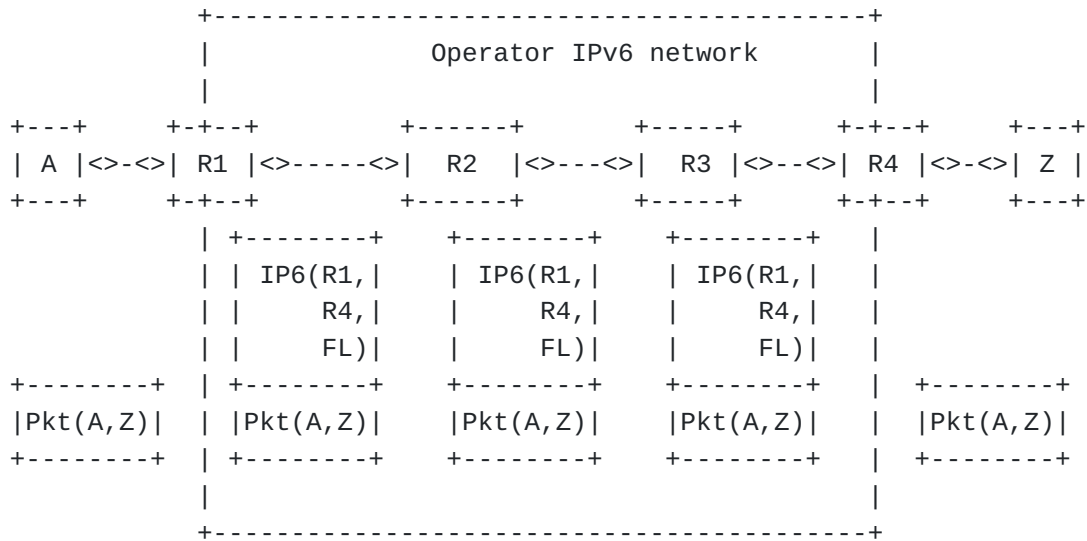 Operator IPv6 network
A <>-<> R1 <>-----<> R2 <>---<> R3 <>--<> R4 <>-<> Z
IP6(R1, IP6(R1, IP6(R1,
R4, R4, R4,
FL) FL) FL)
Pkt(A,Z) Pkt(A,Z) Pkt(A,Z) Pkt(A,Z) Pkt(A,Z)